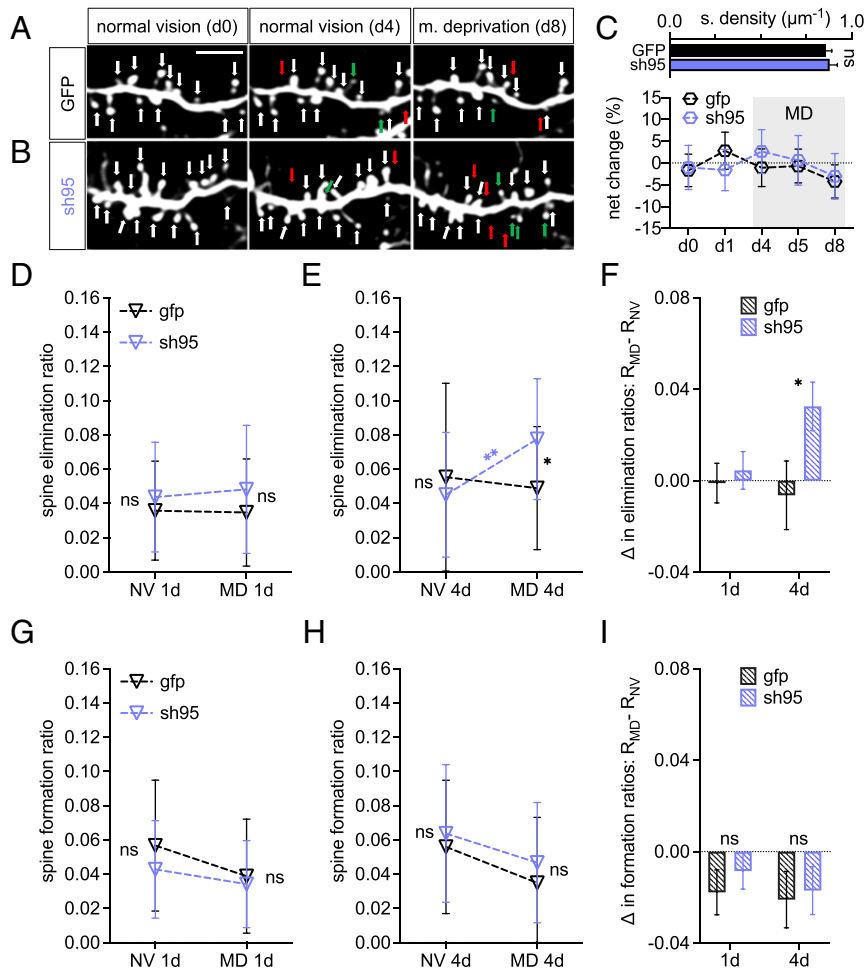 A
normal vision (d0)
normal vision (d4)
m. deprivation (d8)
GFP
B
sh95
C
0.0 s. density (µm⁻¹) 1.0
GFP
sh95
ns
gfp
sh95
MD
net change (%)
15
10
5
0
-5
-10
-15
d0 d1 d4 d5 d8
D
spine elimination ratio
0.16
0.14
0.12
0.10
0.08
0.06
0.04
0.02
0.00
gfp
sh95
ns
ns
NV 1d MD 1d
E
spine elimination ratio
0.16
0.14
0.12
0.10
0.08
0.06
0.04
0.02
0.00
ns
**
*
NV 4d MD 4d
F
Δ in elimination ratios: R_MD- R_NV
0.08
0.04
0.00
-0.04
gfp
sh95
*
1d 4d
G
spine formation ratio
0.16
0.14
0.12
0.10
0.08
0.06
0.04
0.02
0.00
gfp
sh95
ns
ns
NV 1d MD 1d
H
spine formation ratio
0.16
0.14
0.12
0.10
0.08
0.06
0.04
0.02
0.00
ns
ns
NV 4d MD 4d
I
Δ in formation ratios: R_MD- R_NV
0.08
0.04
0.00
-0.04
gfp
sh95
ns
ns
1d 4d